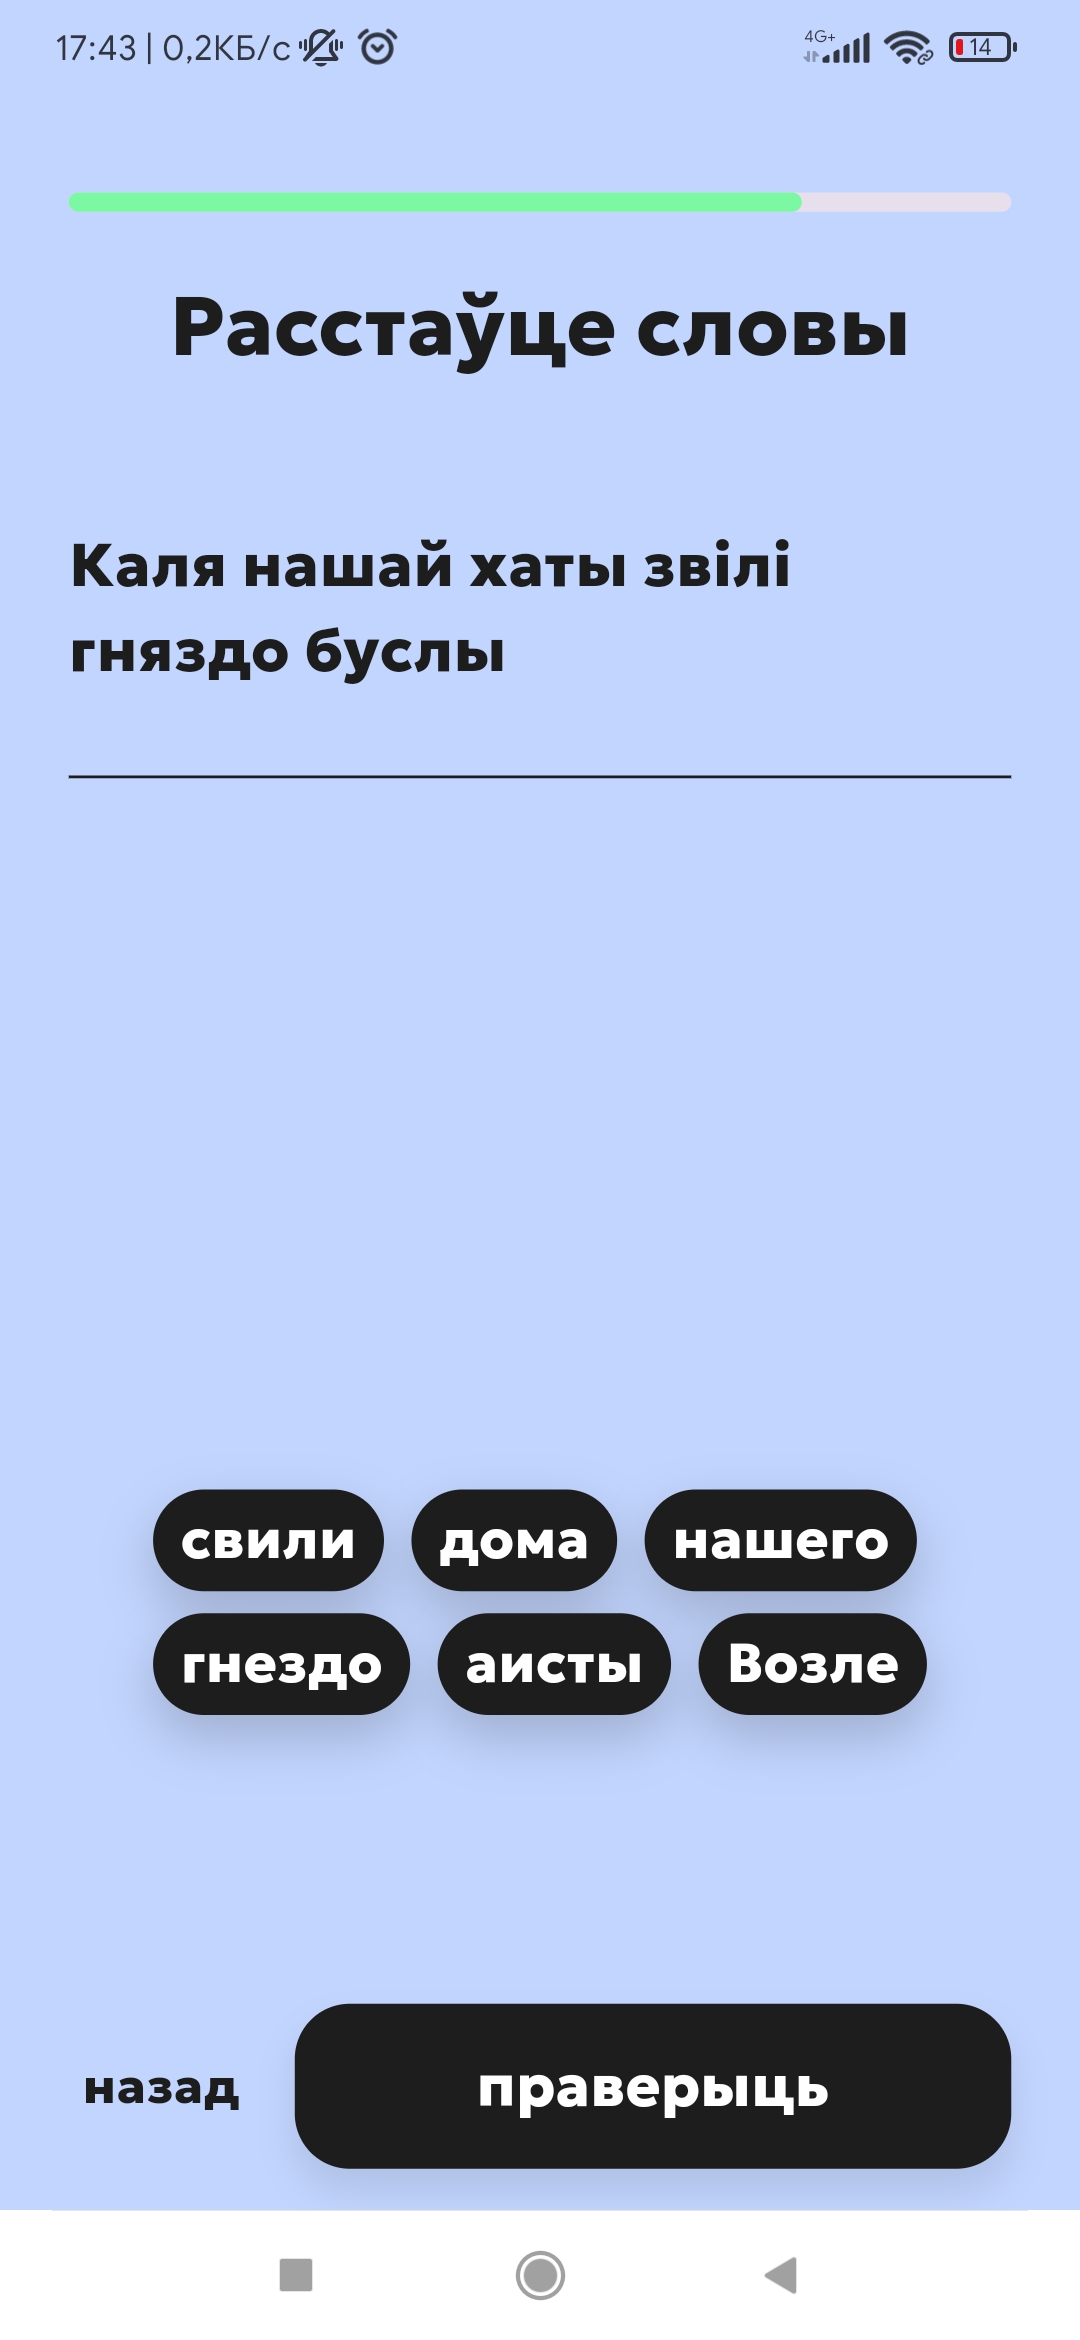 17:43 | 0,2КБ/с 4G+ 14
Расстаўце словы
Каля нашай хаты звілі
гняздо буслы
свили дома нашего
гнездо аисты Возле
назад праверыць